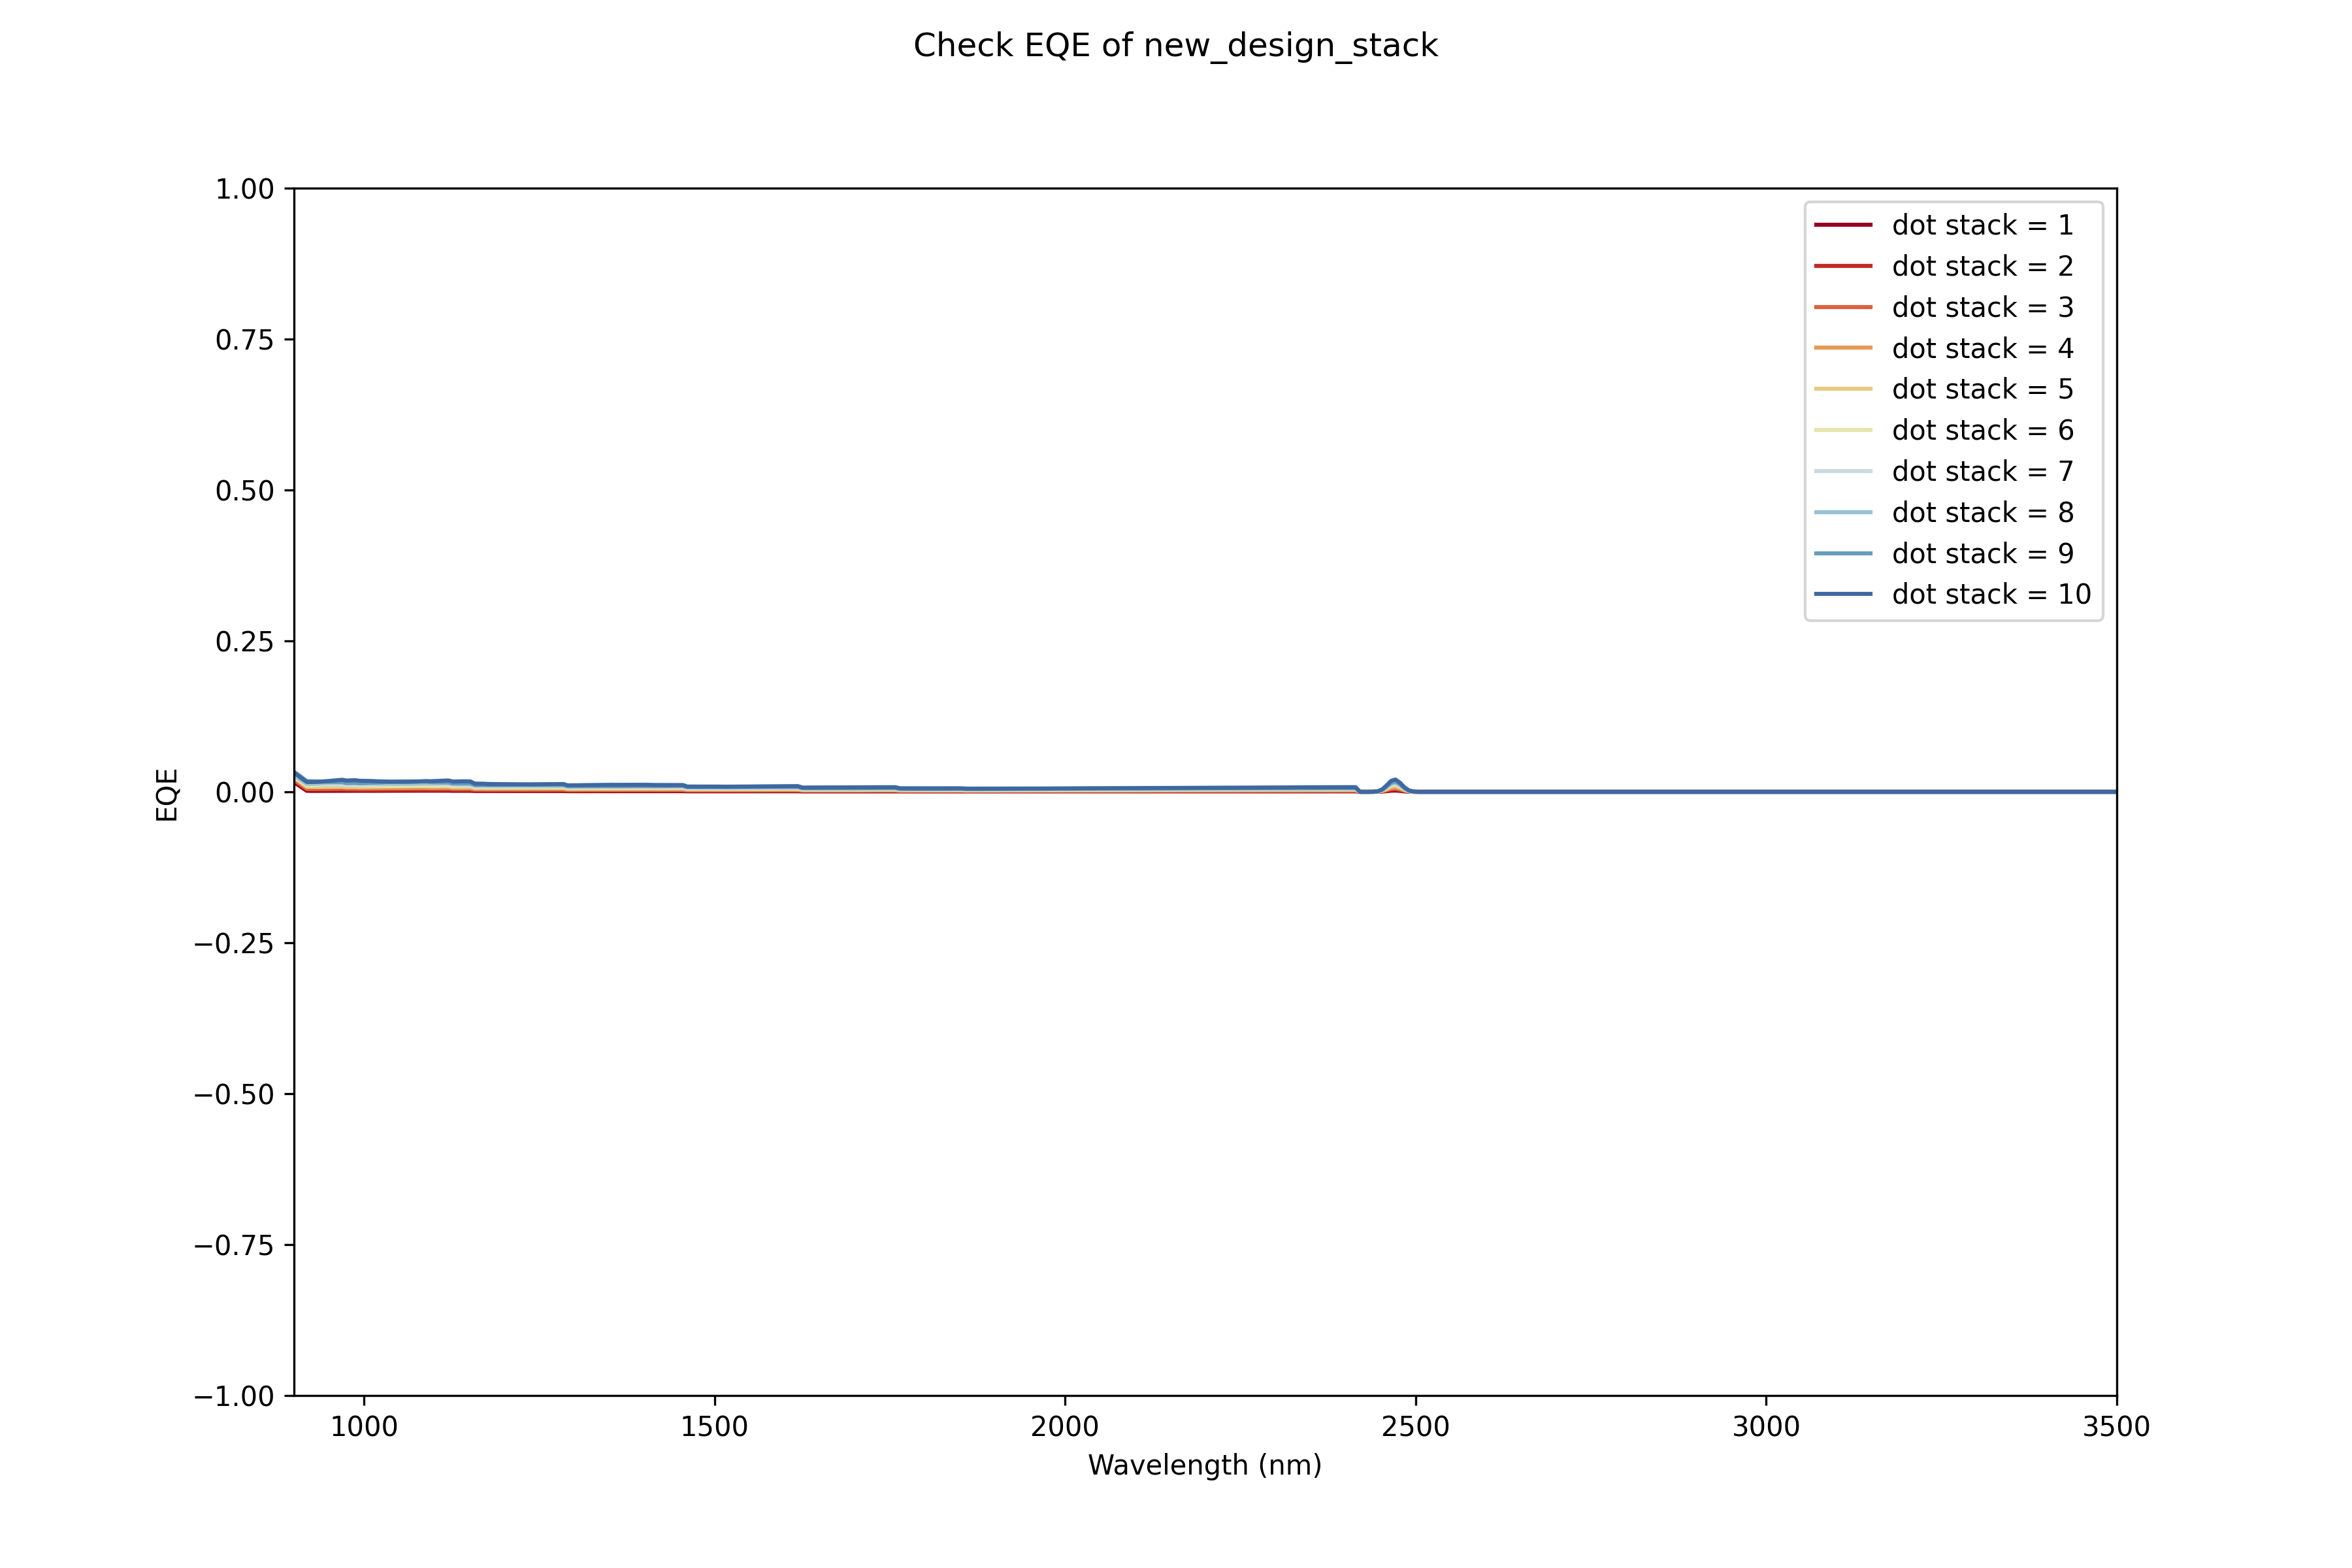 Check EQE of new_design_stack
1.00
0.75
0.50
0.25
0.00
−0.25
−0.50
−0.75
−1.00
EQE
dot stack = 1
dot stack = 2
dot stack = 3
dot stack = 4
dot stack = 5
dot stack = 6
dot stack = 7
dot stack = 8
dot stack = 9
dot stack = 10
1000 1500 2000 2500 3000 3500
Wavelength (nm)